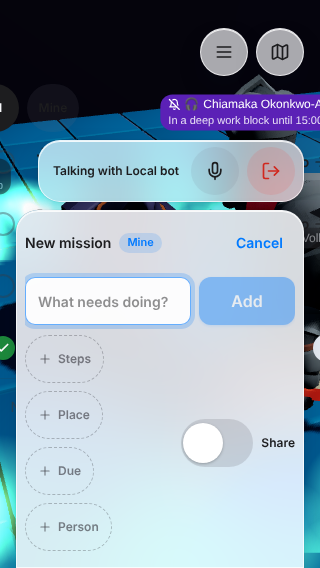 Mine
🎧 Chiamaka Okonkwo-A
In a deep work block until 15:00
Talking with Local bot
New mission
Mine
Cancel
What needs doing?
Add
+ Steps
+ Place
Share
+ Due
+ Person